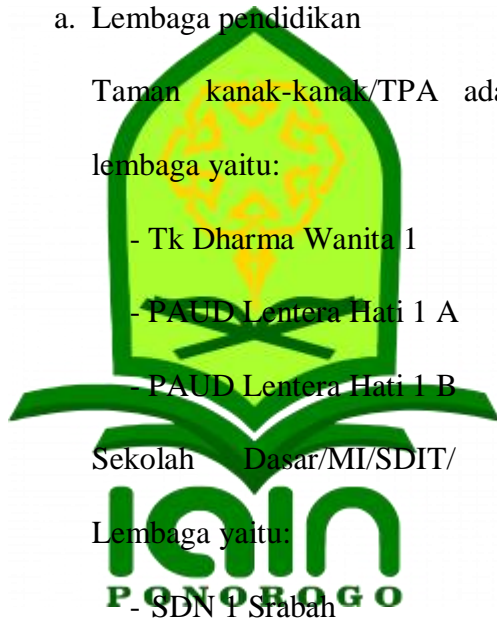 a. Lembaga pendidikan
Taman kanak-kanak/TPA
lembaga yaitu:
- Tk Dharma Wanita 1
- PAUD Lentera Hati 1 A
- PAUD Lentera Hati 1 B
Sekolah Dasar/MI/SDIT/
Lembaga yaitu:
- SDN 1 Srabah
iain
PONOROGO